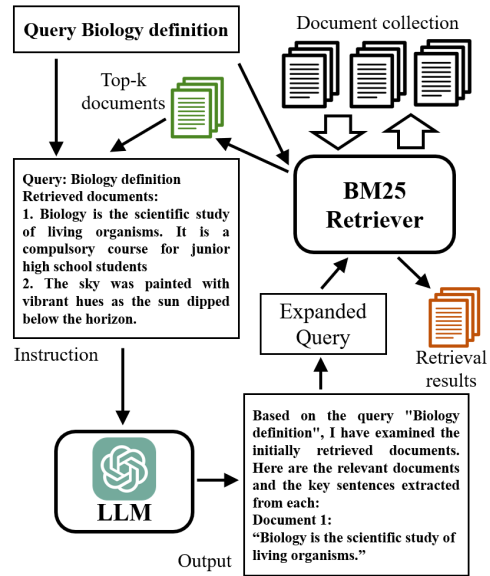 Query Biology definition
Document collection
Top-k
documents
Query: Biology definition
Retrieved documents:
1. Biology is the scientific study
of living organisms. It is a
compulsory course for junior
high school students
2. The sky was painted with
vibrant hues as the sun dipped
below the horizon.
BM25
Retriever
Expanded
Query
Retrieval
results
Instruction
LLM
Based on the query "Biology
definition", I have examined the
initially retrieved documents.
Here are the relevant documents
and the key sentences extracted
from each:
Document 1:
“Biology is the scientific study of
living organisms.”
Output